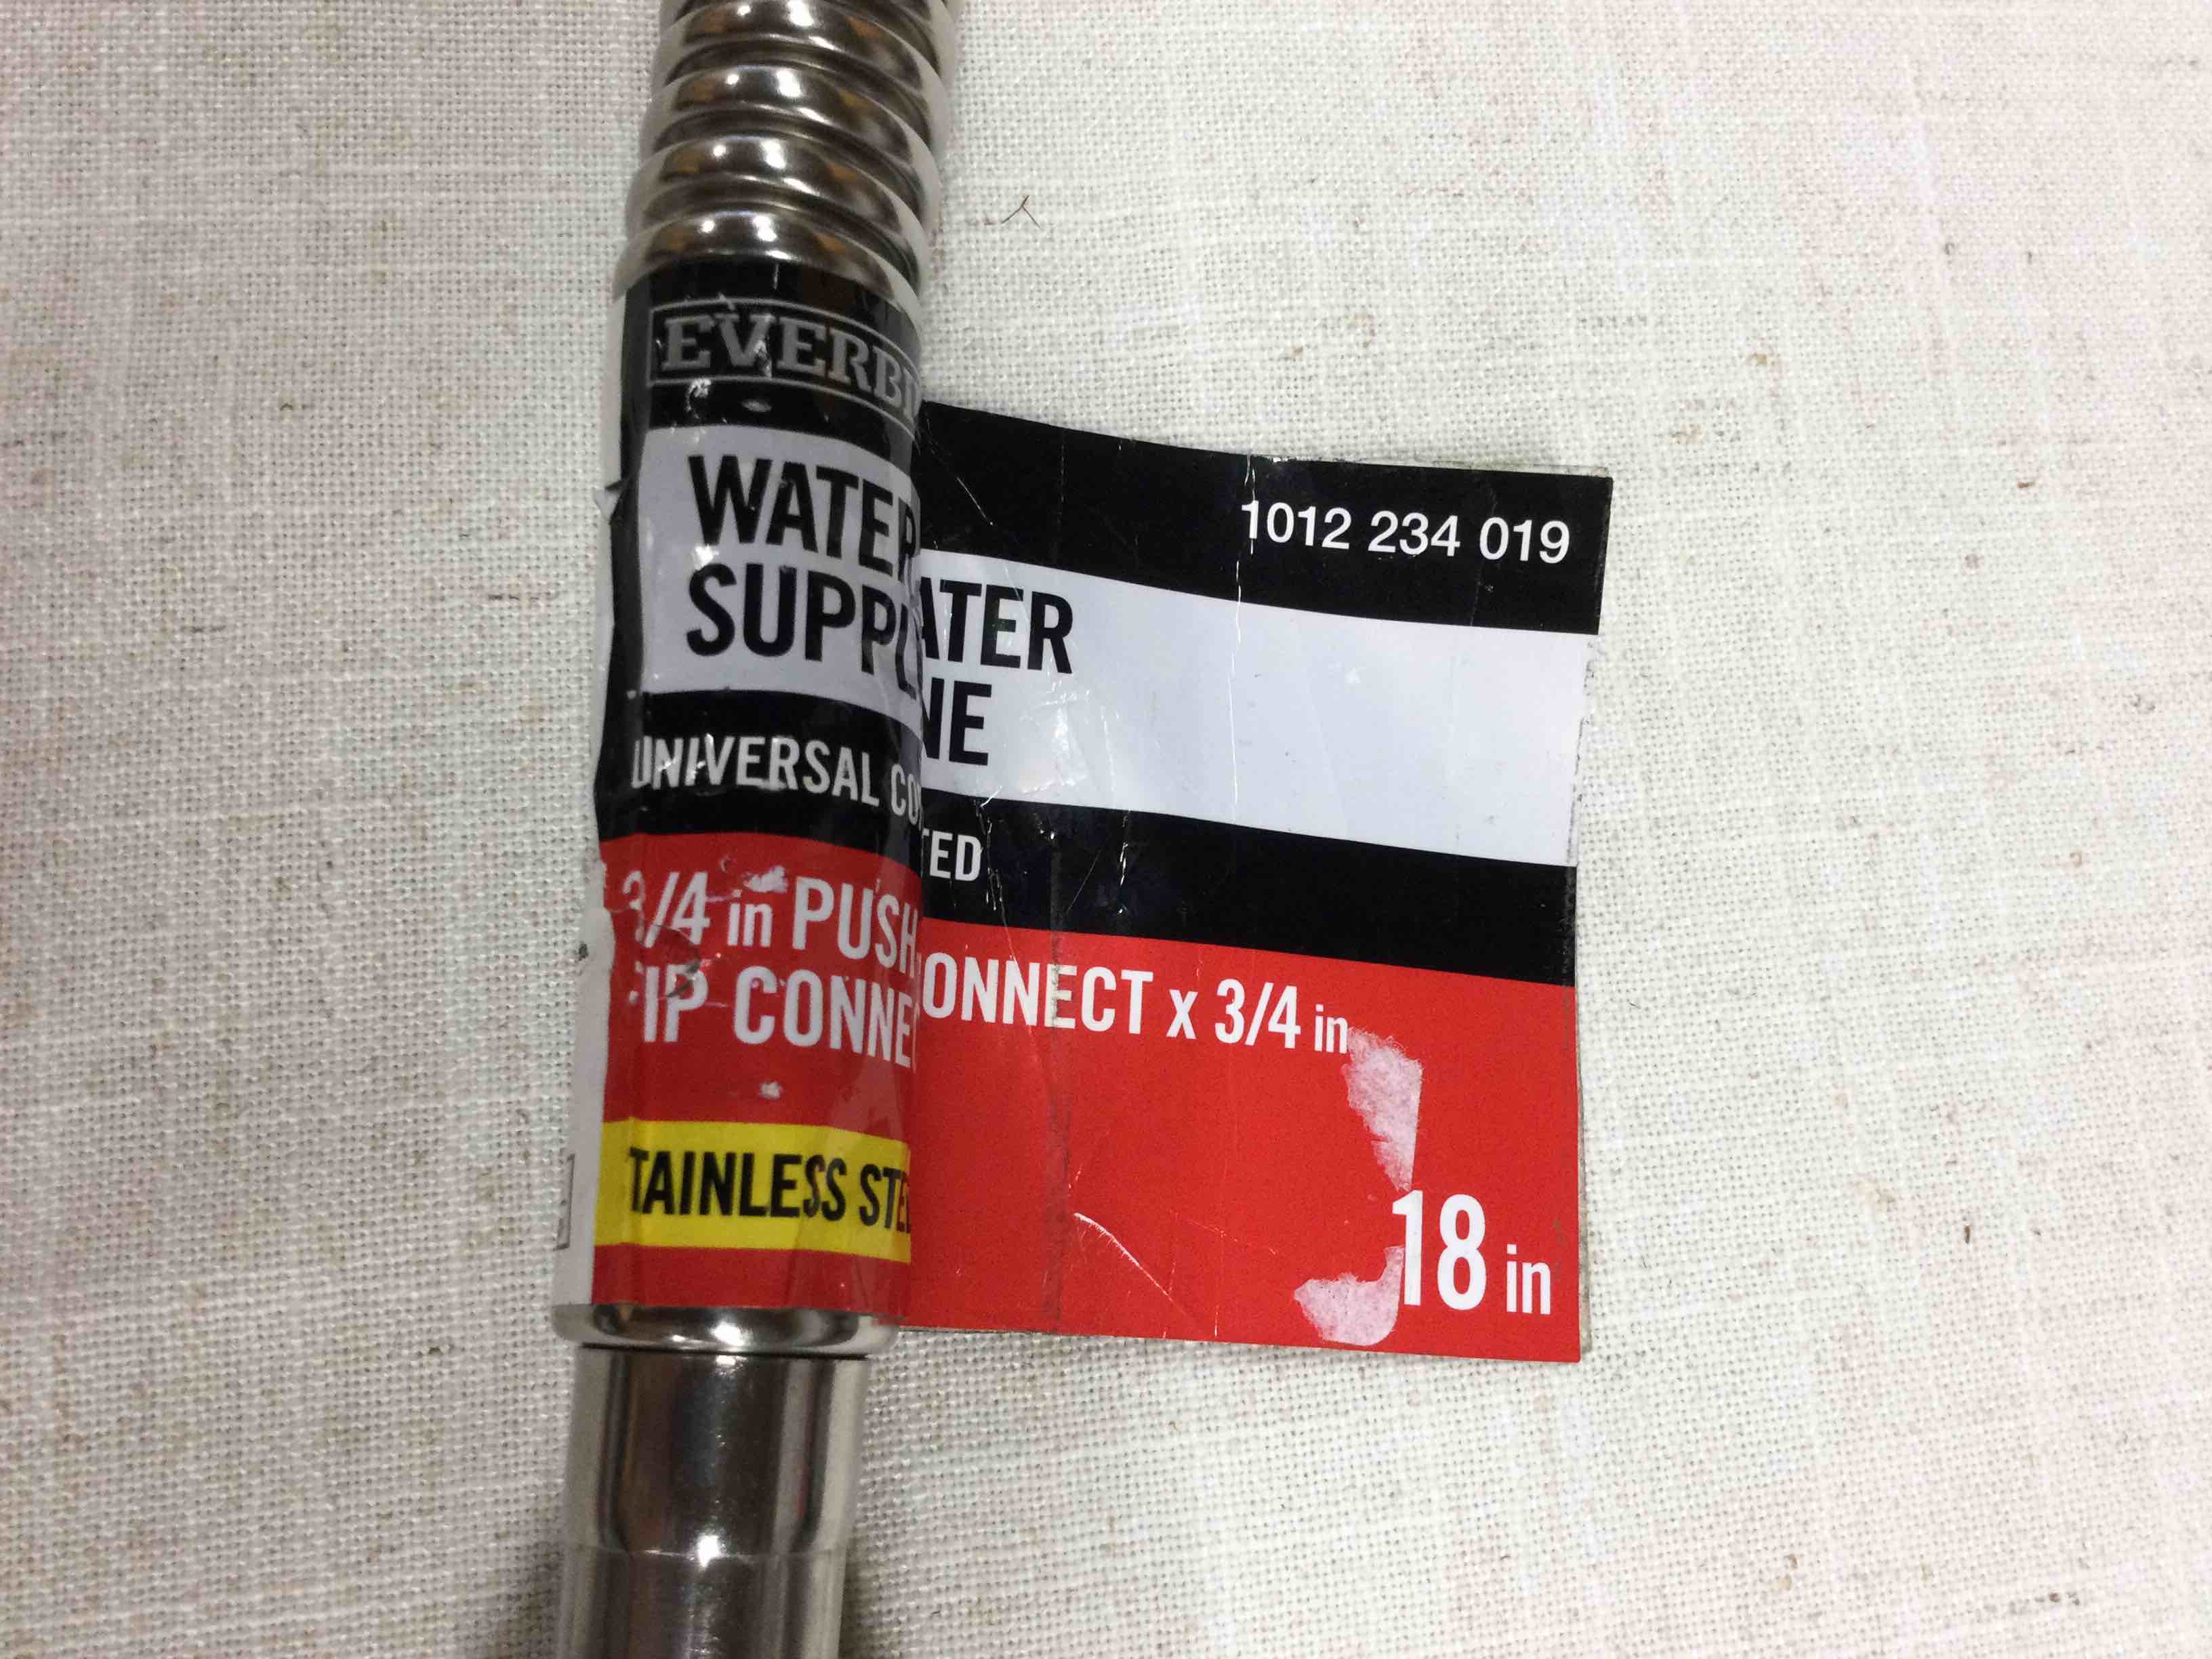 EVERBI
1012 234 019
WATER
SUPPL
ATER
NE
UNIVERSAL CO
TED
3/4 in PUSH
ONNECT x 3/4 in
FIP CONNE
TAINLESS STE
18 in